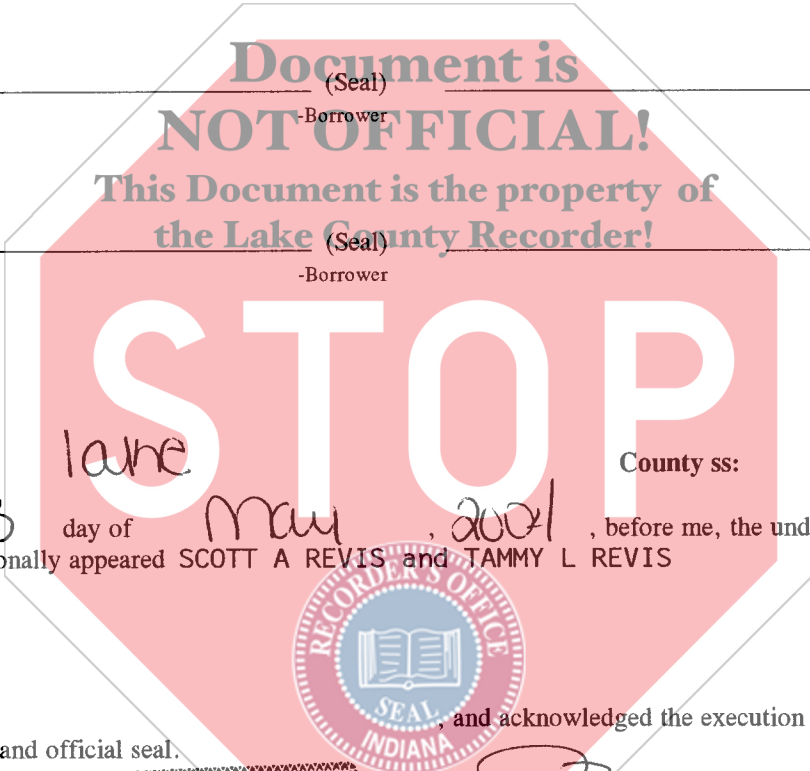 Document is
(Seal)
-Borrower
NOT OFFICIAL!
This Document is the property of
the Lake County Recorder!
(Seal)
-Borrower
STOP
lake County ss:
day of May, , before me, the und
onally appeared SCOTT A REVIS and TAMMY L REVIS
RECORDER'S OFFICE
SEAL
INDIANA
, and acknowledged the execution
and official seal.